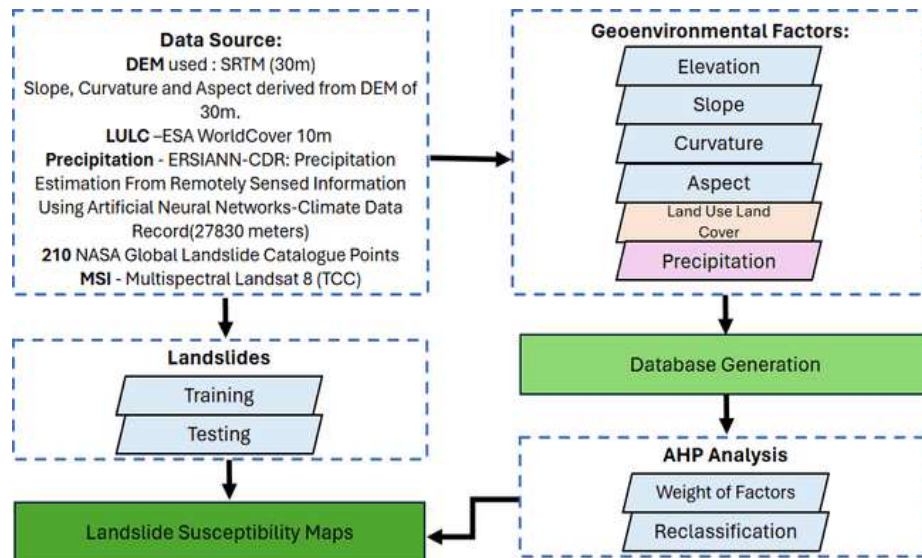 Data Source:
DEM used : SRTM (30m)
Slope, Curvature and Aspect derived from DEM of
30m.
LULC –ESA WorldCover 10m
Precipitation - ERSIANN-CDR: Precipitation
Estimation From Remotely Sensed Information
Using Artificial Neural Networks-Climate Data
Record(27830 meters)
210 NASA Global Landslide Catalogue Points
MSI - Multispectral Landsat 8 (TCC)
Geoenvironmental Factors:
Elevation
Slope
Curvature
Aspect
Land Use Land
Cover
Precipitation
Landslides
Training
Testing
Database Generation
AHP Analysis
Weight of Factors
Reclassification
Landslide Susceptibility Maps